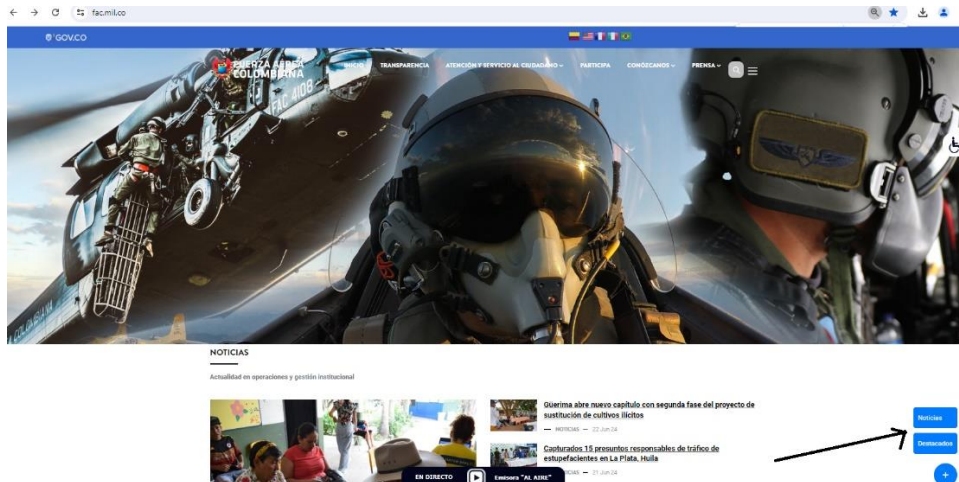 fac.mil.co
GOV.CO
FUERZA AÉREA
COLOMBIANA
INICIO
TRANSPARENCIA
ATENCIÓN Y SERVICIO AL CIUDADANO
PARTICIPA
CONÓZCANOS
PRENSA
FAC 4108
NOTICIAS
Actualidad en operaciones y gestión institucional
Güerima abre nuevo capítulo con segunda fase del proyecto de
sustitución de cultivos ilícitos
— NOTICIAS — 22 Jun 24
Capturados 15 presuntos responsables de tráfico de
estupefacientes en La Plata, Huila
NOTICIAS — 21 Jun 24
Noticias
Destacados
+
EN DIRECTO
Emisora "AL AIRE"